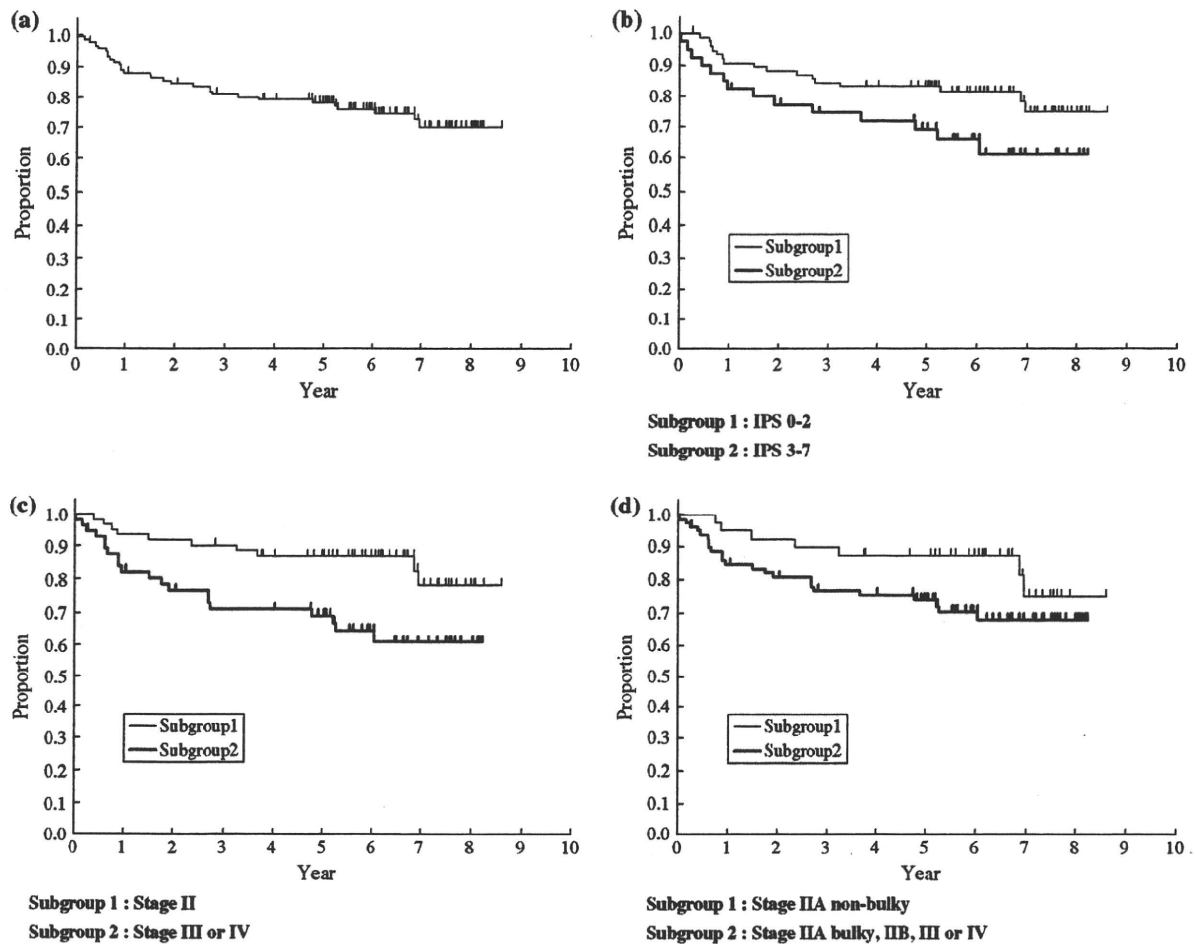 (a)
1.0
0.9
0.8
0.7
0.6
0.5
0.4
0.3
0.2
0.1
0.0
Proportion
0 1 2 3 4 5 6 7 8 9 10
Year
(b)
1.0
0.9
0.8
0.7
0.6
0.5
0.4
0.3
0.2
0.1
0.0
Proportion
Subgroup1
Subgroup2
0 1 2 3 4 5 6 7 8 9 10
Year
Subgroup 1 : IPS 0-2
Subgroup 2 : IPS 3-7
(c)
1.0
0.9
0.8
0.7
0.6
0.5
0.4
0.3
0.2
0.1
0.0
Proportion
Subgroup1
Subgroup2
0 1 2 3 4 5 6 7 8 9 10
Year
Subgroup 1 : Stage II
Subgroup 2 : Stage III or IV
(d)
1.0
0.9
0.8
0.7
0.6
0.5
0.4
0.3
0.2
0.1
0.0
Proportion
Subgroup1
Subgroup2
0 1 2 3 4 5 6 7 8 9 10
Year
Subgroup 1 : Stage IIA non-bulky
Subgroup 2 : Stage IIA bulky, IIB, III or IV